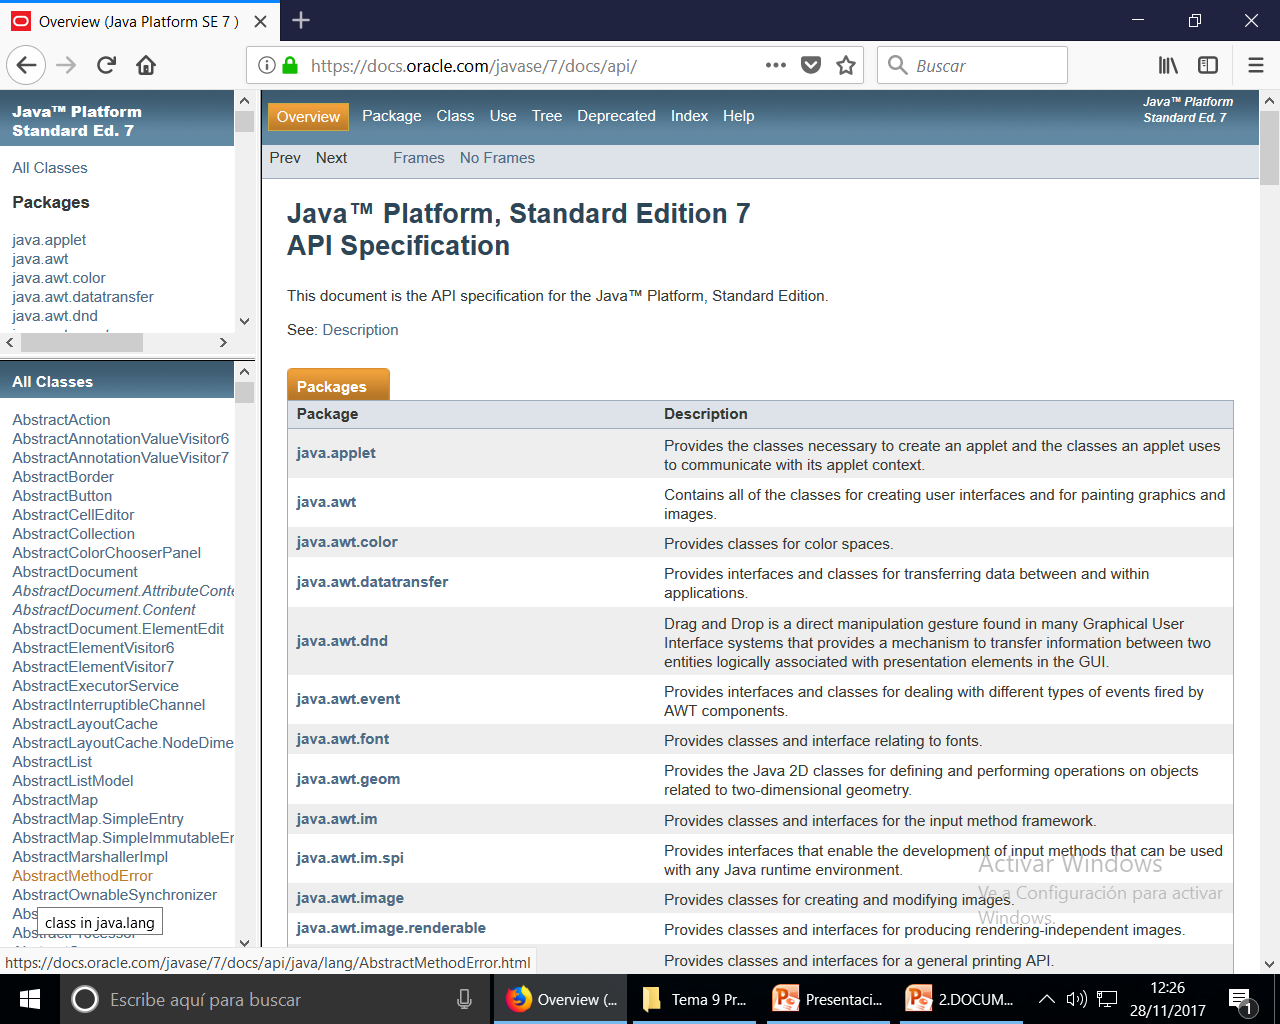 Overview (Java Platform SE 7 )
https://docs.oracle.com/javase/7/docs/api/
Buscar
Java™ Platform
Standard Ed. 7
All Classes
Packages
java.applet
java.awt
java.awt.color
java.awt.datatransfer
java.awt.dnd
All Classes
AbstractAction
AbstractAnnotationValueVisitor6
AbstractAnnotationValueVisitor7
AbstractBorder
AbstractButton
AbstractCellEditor
AbstractCollection
AbstractColorChooserPanel
AbstractDocument
AbstractDocument.AttributeConte
AbstractDocument.Content
AbstractDocument.ElementEdit
AbstractElementVisitor6
AbstractElementVisitor7
AbstractExecutorService
AbstractInterruptibleChannel
AbstractLayoutCache
AbstractLayoutCache.NodeDime
AbstractList
AbstractListModel
AbstractMap
AbstractMap.SimpleEntry
AbstractMap.SimpleImmutableEr
AbstractMarshallerImpl
AbstractMethodError
AbstractOwnableSynchronizer
Abs
class in java.lang
https://docs.oracle.com/javase/7/docs/api/java/lang/AbstractMethodError.html
Overview Package Class Use Tree Deprecated Index Help
Java™ Platform
Standard Ed. 7
Prev Next Frames No Frames
Java™ Platform, Standard Edition 7
API Specification
This document is the API specification for the Java™ Platform, Standard Edition.
See: Description
Packages
Package Description
java.applet Provides the classes necessary to create an applet and the classes an applet uses
to communicate with its applet context.
java.awt Contains all of the classes for creating user interfaces and for painting graphics and
images.
java.awt.color Provides classes for color spaces.
java.awt.datatransfer Provides interfaces and classes for transferring data between and within
applications.
java.awt.dnd Drag and Drop is a direct manipulation gesture found in many Graphical User
Interface systems that provides a mechanism to transfer information between two
entities logically associated with presentation elements in the GUI.
java.awt.event Provides interfaces and classes for dealing with different types of events fired by
AWT components.
java.awt.font Provides classes and interface relating to fonts.
java.awt.geom Provides the Java 2D classes for defining and performing operations on objects
related to two-dimensional geometry.
java.awt.im Provides classes and interfaces for the input method framework.
java.awt.im.spi Provides interfaces that enable the development of input methods that can be used
with any Java runtime environment.
java.awt.image Provides classes for creating and modifying images.
java.awt.image.renderable Provides classes and interfaces for producing rendering-independent images.
Provides classes and interfaces for a general printing API.
Activar Windows
Ve a Configuración para activar
Windows.
Escribe aquí para buscar
Overview (...
Tema 9 Pr...
Presentaci...
2.DOCUM...
12:26
28/11/2017
1